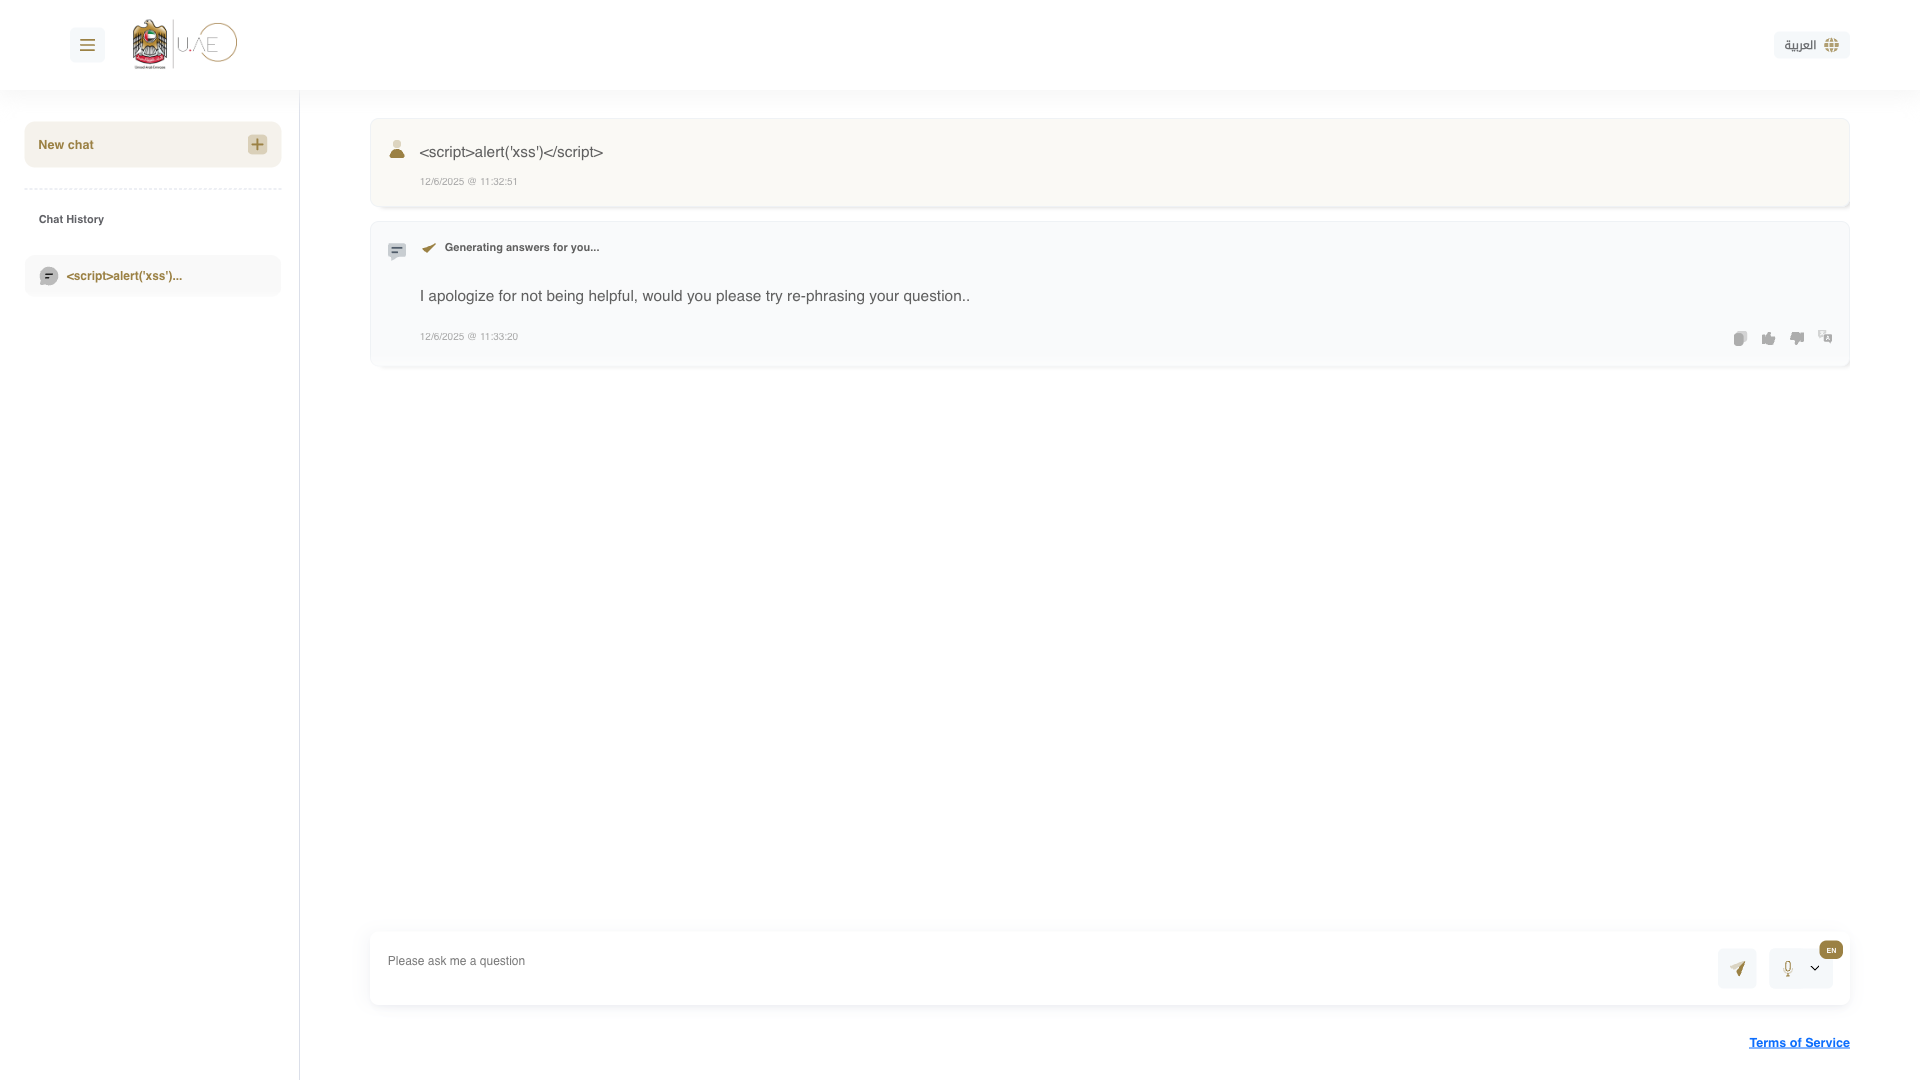 U.AE
العربية
New chat
Chat History
<script>alert('xss')...
<script>alert('xss')</script>
12/6/2025 @ 11:32:51
Generating answers for you...
I apologize for not being helpful, would you please try re-phrasing your question..
12/6/2025 @ 11:33:20
Please ask me a question
EN
Terms of Service